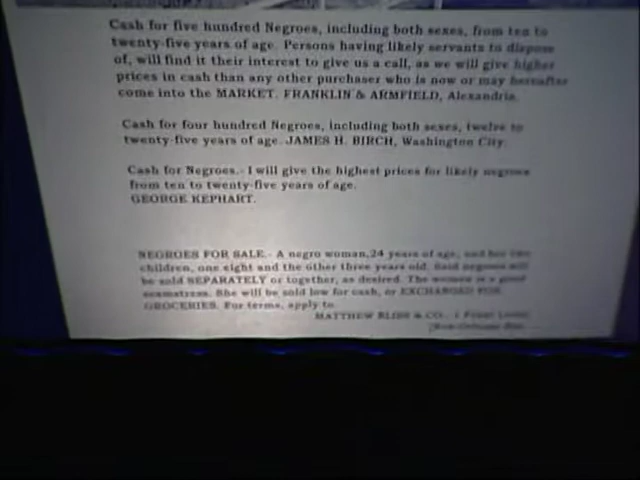 Cash for five hundred Negroes, including both sexes, from ten to
twenty-five years of age. Persons having likely servants to dispose
of, will find it their interest to give us a call, as we will give higher
prices in cash than any other purchaser who is now or may hereafter
come into the MARKET. FRANKLIN & ARMFIELD, Alexandria.
Cash for four hundred Negroes, including both sexes, twelve to
twenty-five years of age. JAMES H. BIRCH, Washington City.
Cash for Negroes.- I will give the highest prices for likely negroes
from ten to twenty-five years of age.
GEORGE KEPHART.
NEGROES FOR SALE.- A negro woman, 24 years of age, and her two
children, one eight and the other three years old. Said negroes will
be sold SEPARATELY or together, as desired. The woman is a good
seamstress. She will be sold low for cash, or EXCHANGED FOR
GROCERIES. For terms, apply to
MATTHEW BLISS & CO., 1 Front Levee